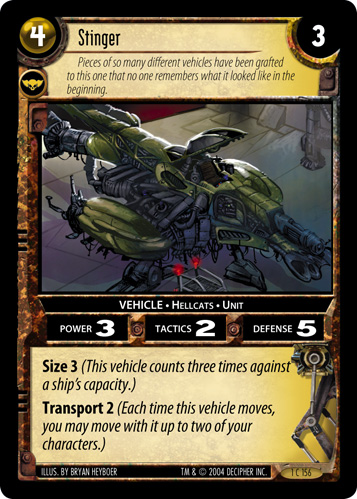 4 Stinger 3
Pieces of so many different vehicles have been grafted
to this one that no one remembers what it looked like in the
beginning.
VEHICLE • HELLCATS • UNIT
POWER 3 TACTICS 2 DEFENSE 5
Size 3 (This vehicle counts three times against
a ship's capacity.)
Transport 2 (Each time this vehicle moves,
you may move with it up to two of your
characters.)
ILLUS. BY BRYAN HEYBOER TM & © 2004 DECIPHER INC. 1 C 156